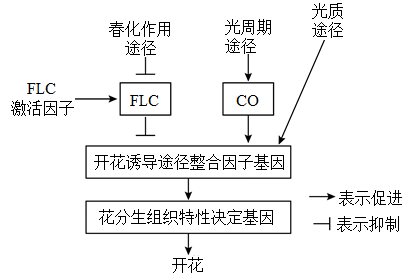 春化作用
途径
光周期
途径
光质
途径
FLC
激活因子
FLC
CO
开花诱导途径整合因子基因
花分生组织特性决定基因
开花
表示促进
表示抑制